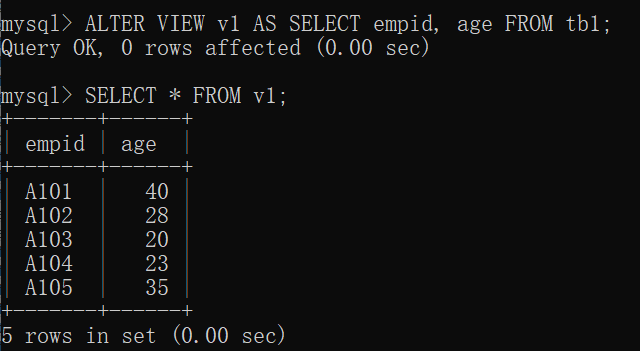 mysql> ALTER VIEW v1 AS SELECT empid, age FROM tb1;
Query OK, 0 rows affected (0.00 sec)
mysql> SELECT * FROM v1;
+-------+------+
| empid | age  |
+-------+------+
| A101  |   40 |
| A102  |   28 |
| A103  |   20 |
| A104  |   23 |
| A105  |   35 |
+-------+------+
5 rows in set (0.00 sec)